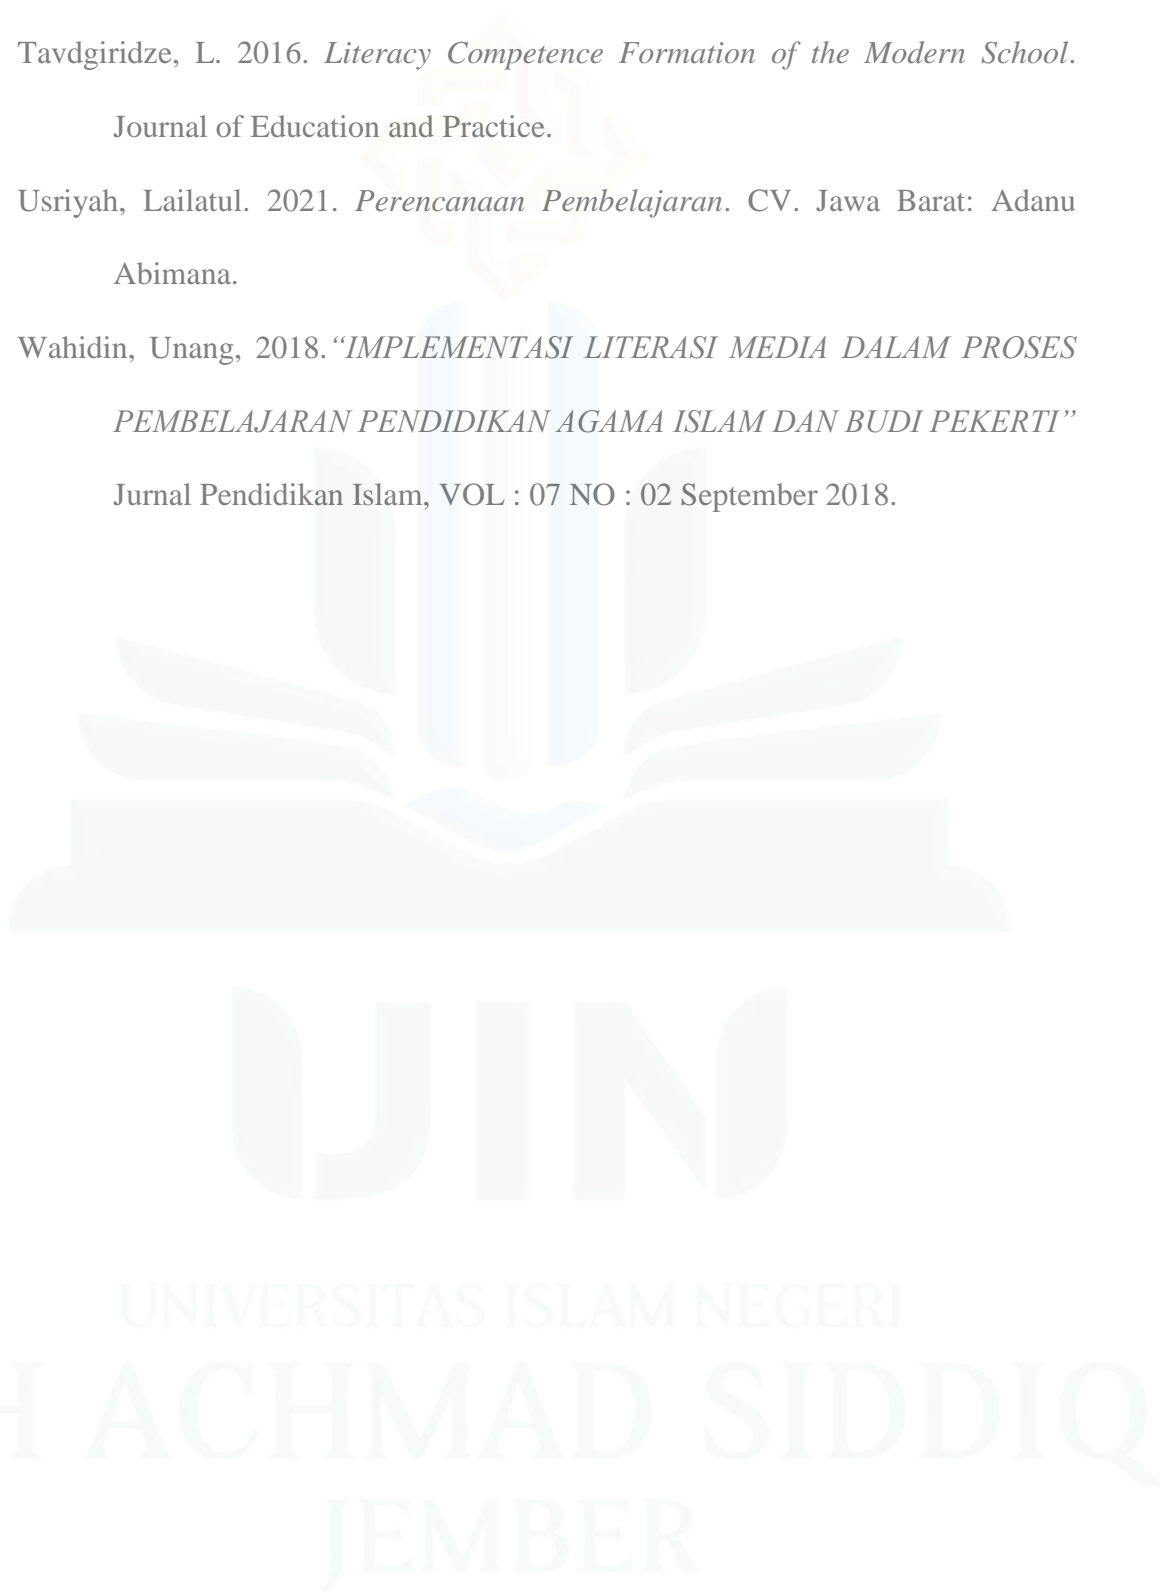 Tavdgiridze, L. 2016. Literacy Competence Formation of the Modern School.
Journal of Education and Practice.
Usriyah, Lailatul. 2021. Perencanaan Pembelajaran. CV. Jawa Barat: Adanu
Abimana.
Wahidin, Unang, 2018.“IMPLEMENTASI LITERASI MEDIA DALAM PROSES
PEMBELAJARAN PENDIDIKAN AGAMA ISLAM DAN BUDI PEKERTI”
Jurnal Pendidikan Islam, VOL : 07 NO : 02 September 2018.
UIN
UNIVERSITAS ISLAM NEGERI
H ACHMAD SIDDIQ
JEMBER